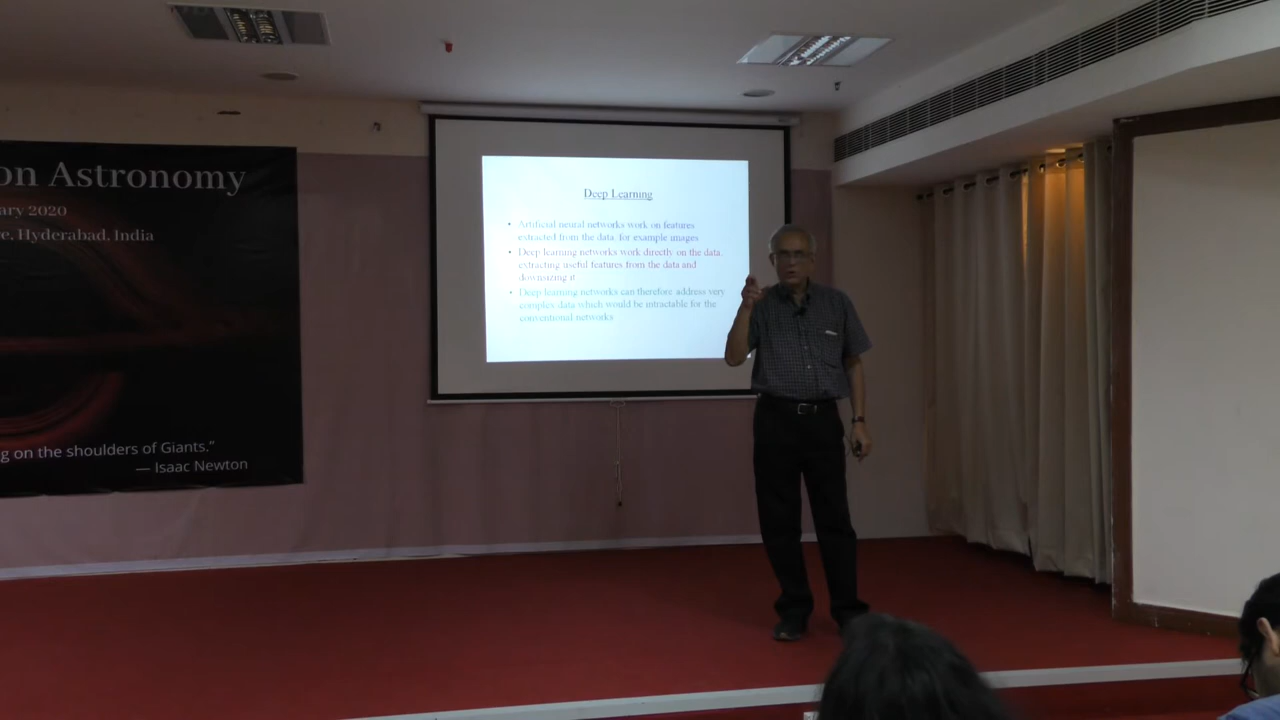 on Astronomy
ary 2020
e, Hyderabad, India
g on the shoulders of Giants.”
— Isaac Newton
Deep Learning
• Artificial neural networks work on features
extracted from the data, for example images
• Deep learning networks work directly on the data,
extracting useful features from the data and
downsizing it
• Deep learning networks can therefore address very
complex data which would be intractable for the
conventional networks